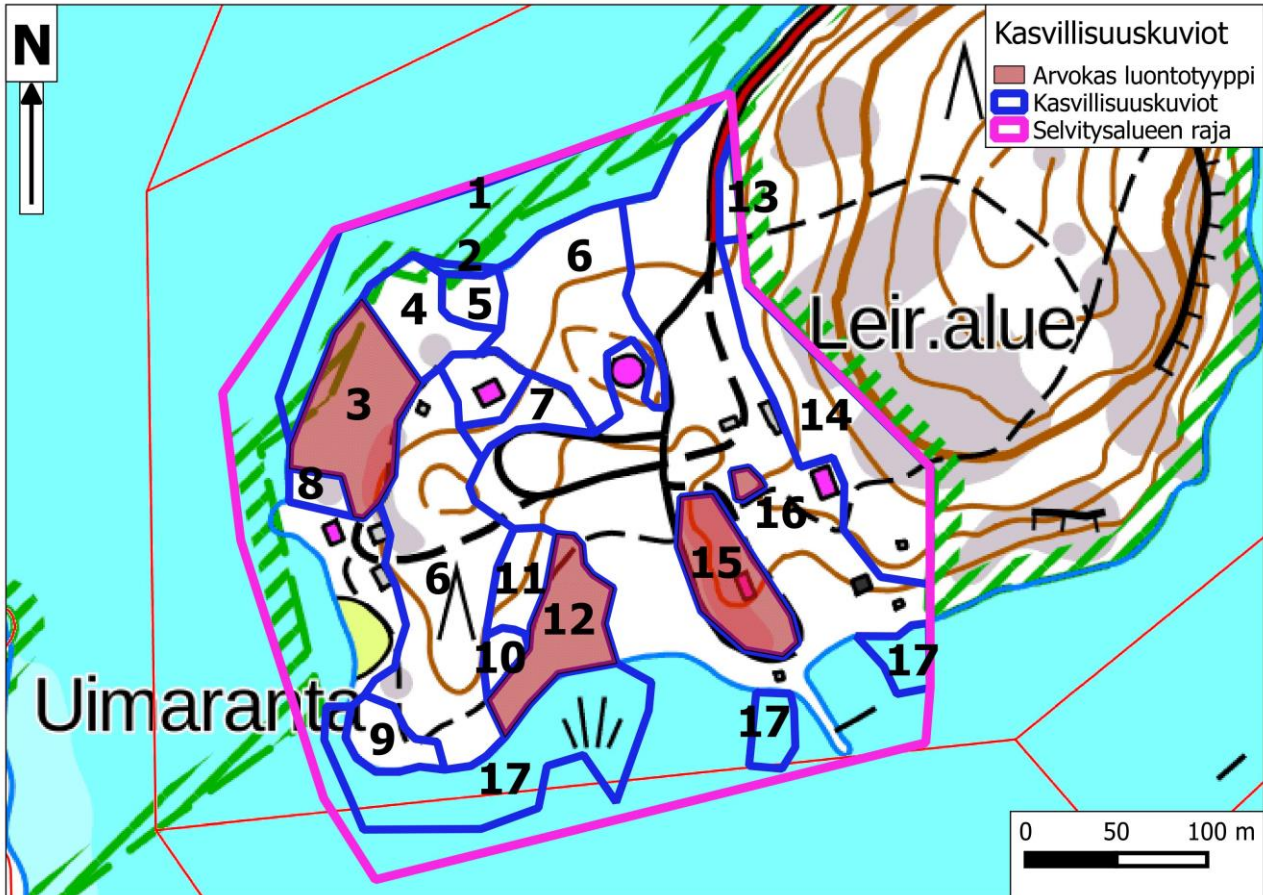 N
Kasvillisuuskuviot
Arvokas luontotyyppi
Kasvillisuuskuviot
Selvitysalueen raja
1
13
2
6
5
4
Leir.alue
3
7
14
8
16
15
6
11
12
10
17
Uimaranta
9
17
17
0 50 100 m